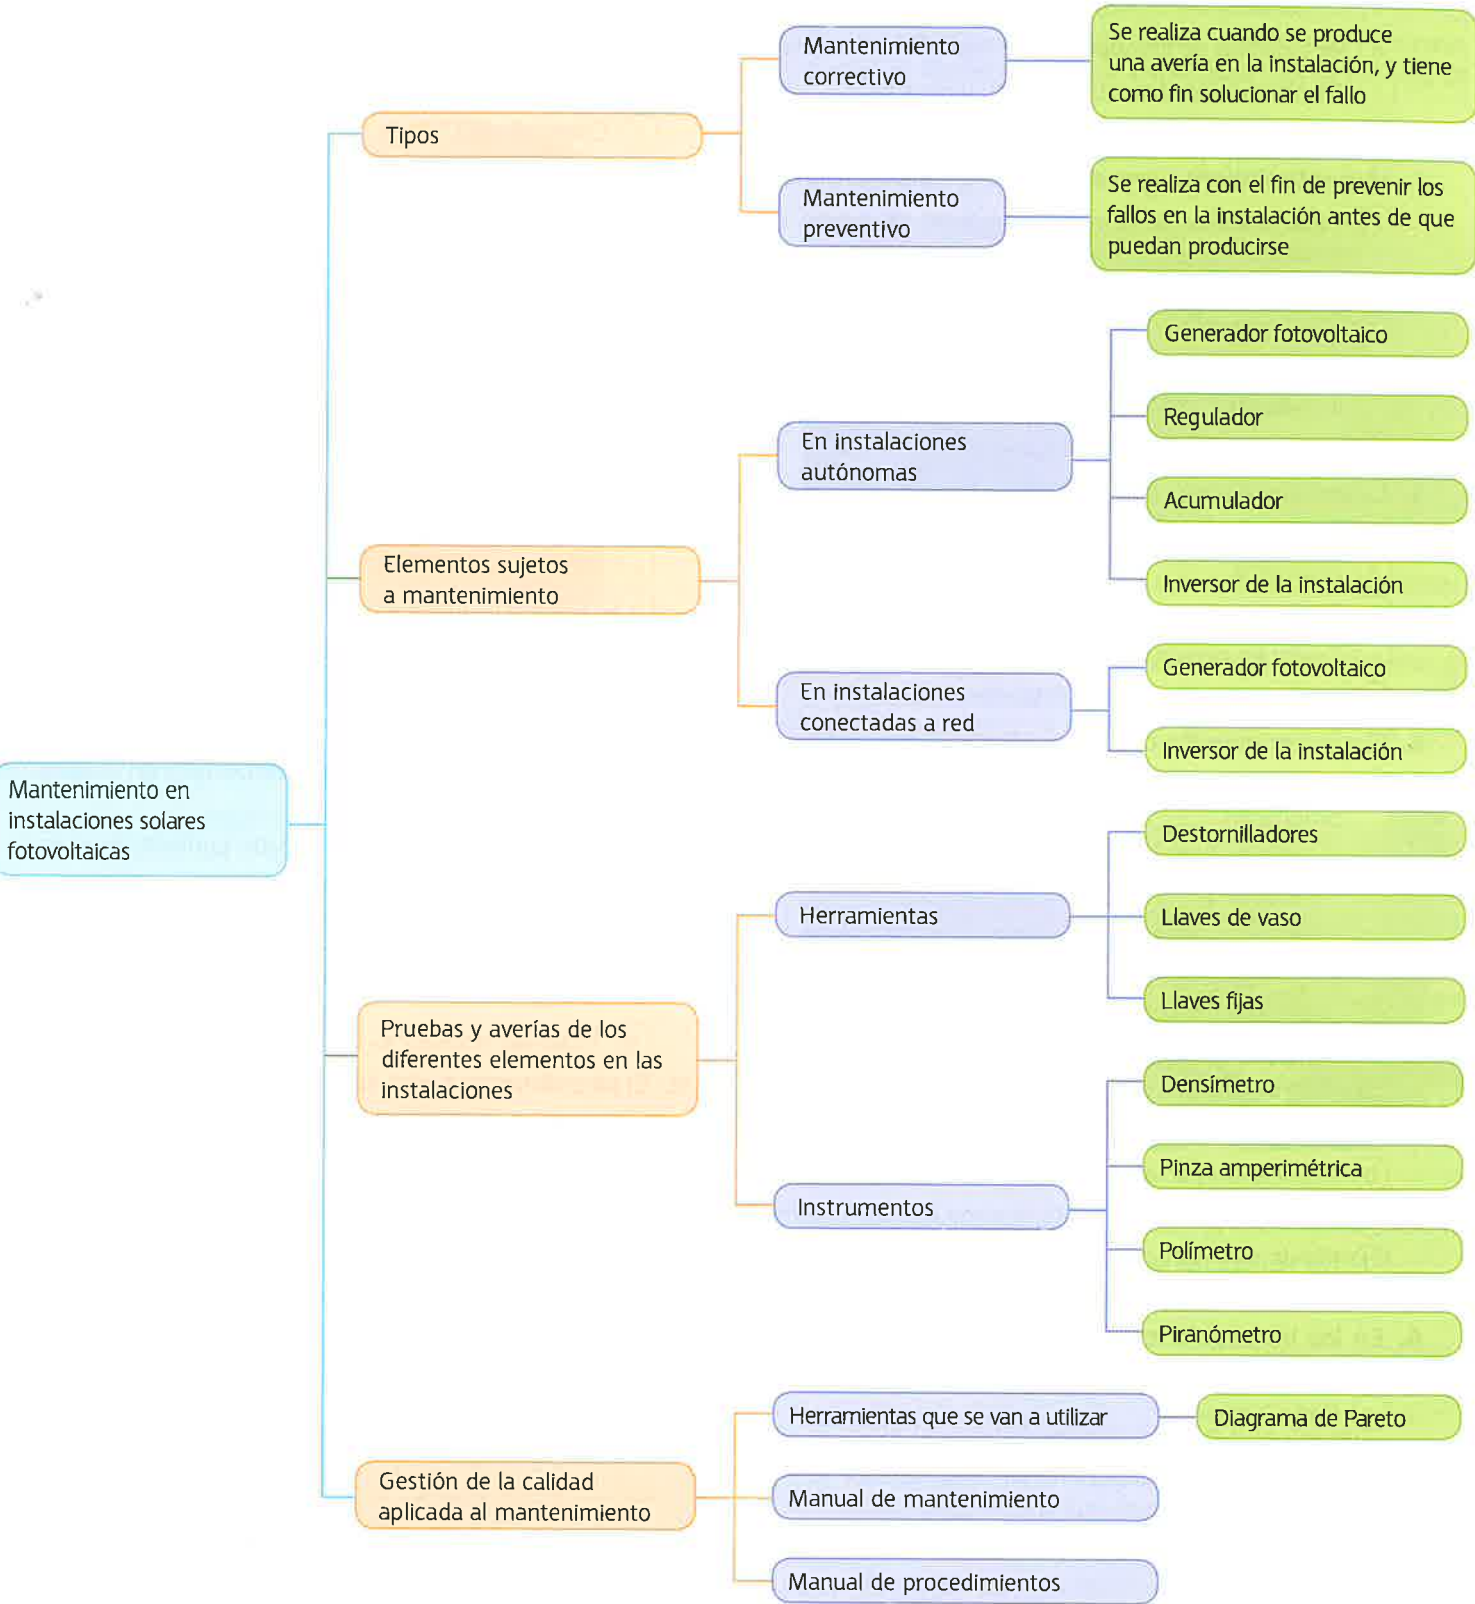 Mantenimiento
correctivo
Se realiza cuando se produce
una avería en la instalación, y tiene
como fin solucionar el fallo
Tipos
Mantenimiento
preventivo
Se realiza con el fin de prevenir los
fallos en la instalación antes de que
puedan producirse
Generador fotovoltaico
Regulador
En instalaciones
autónomas
Acumulador
Inversor de la instalación
Elementos sujetos
a mantenimiento
En instalaciones
conectadas a red
Generador fotovoltaico
Inversor de la instalación
Mantenimiento en
instalaciones solares
fotovoltaicas
Destornilladores
Herramientas
Llaves de vaso
Llaves fijas
Pruebas y averías de los
diferentes elementos en las
instalaciones
Densímetro
Pinza amperimétrica
Instrumentos
Polímetro
Piranómetro
Herramientas que se van a utilizar
Diagrama de Pareto
Gestión de la calidad
aplicada al mantenimiento
Manual de mantenimiento
Manual de procedimientos